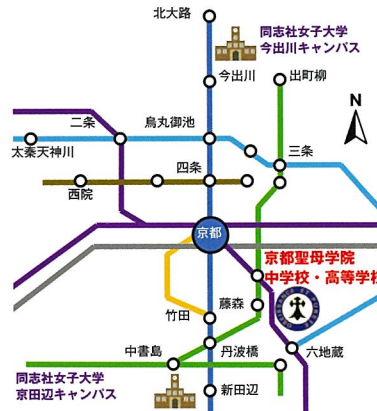 北大路
同志社女子大学
今出川キャンパス
今出川
出町柳
N
二条
烏丸御池
太秦天神川
三条
四条
西院
京都
京都聖母学院
中学校・高等学校
藤森
竹田
中書島
丹波橋
六地蔵
同志社女子大学
京田辺キャンパス
新田辺